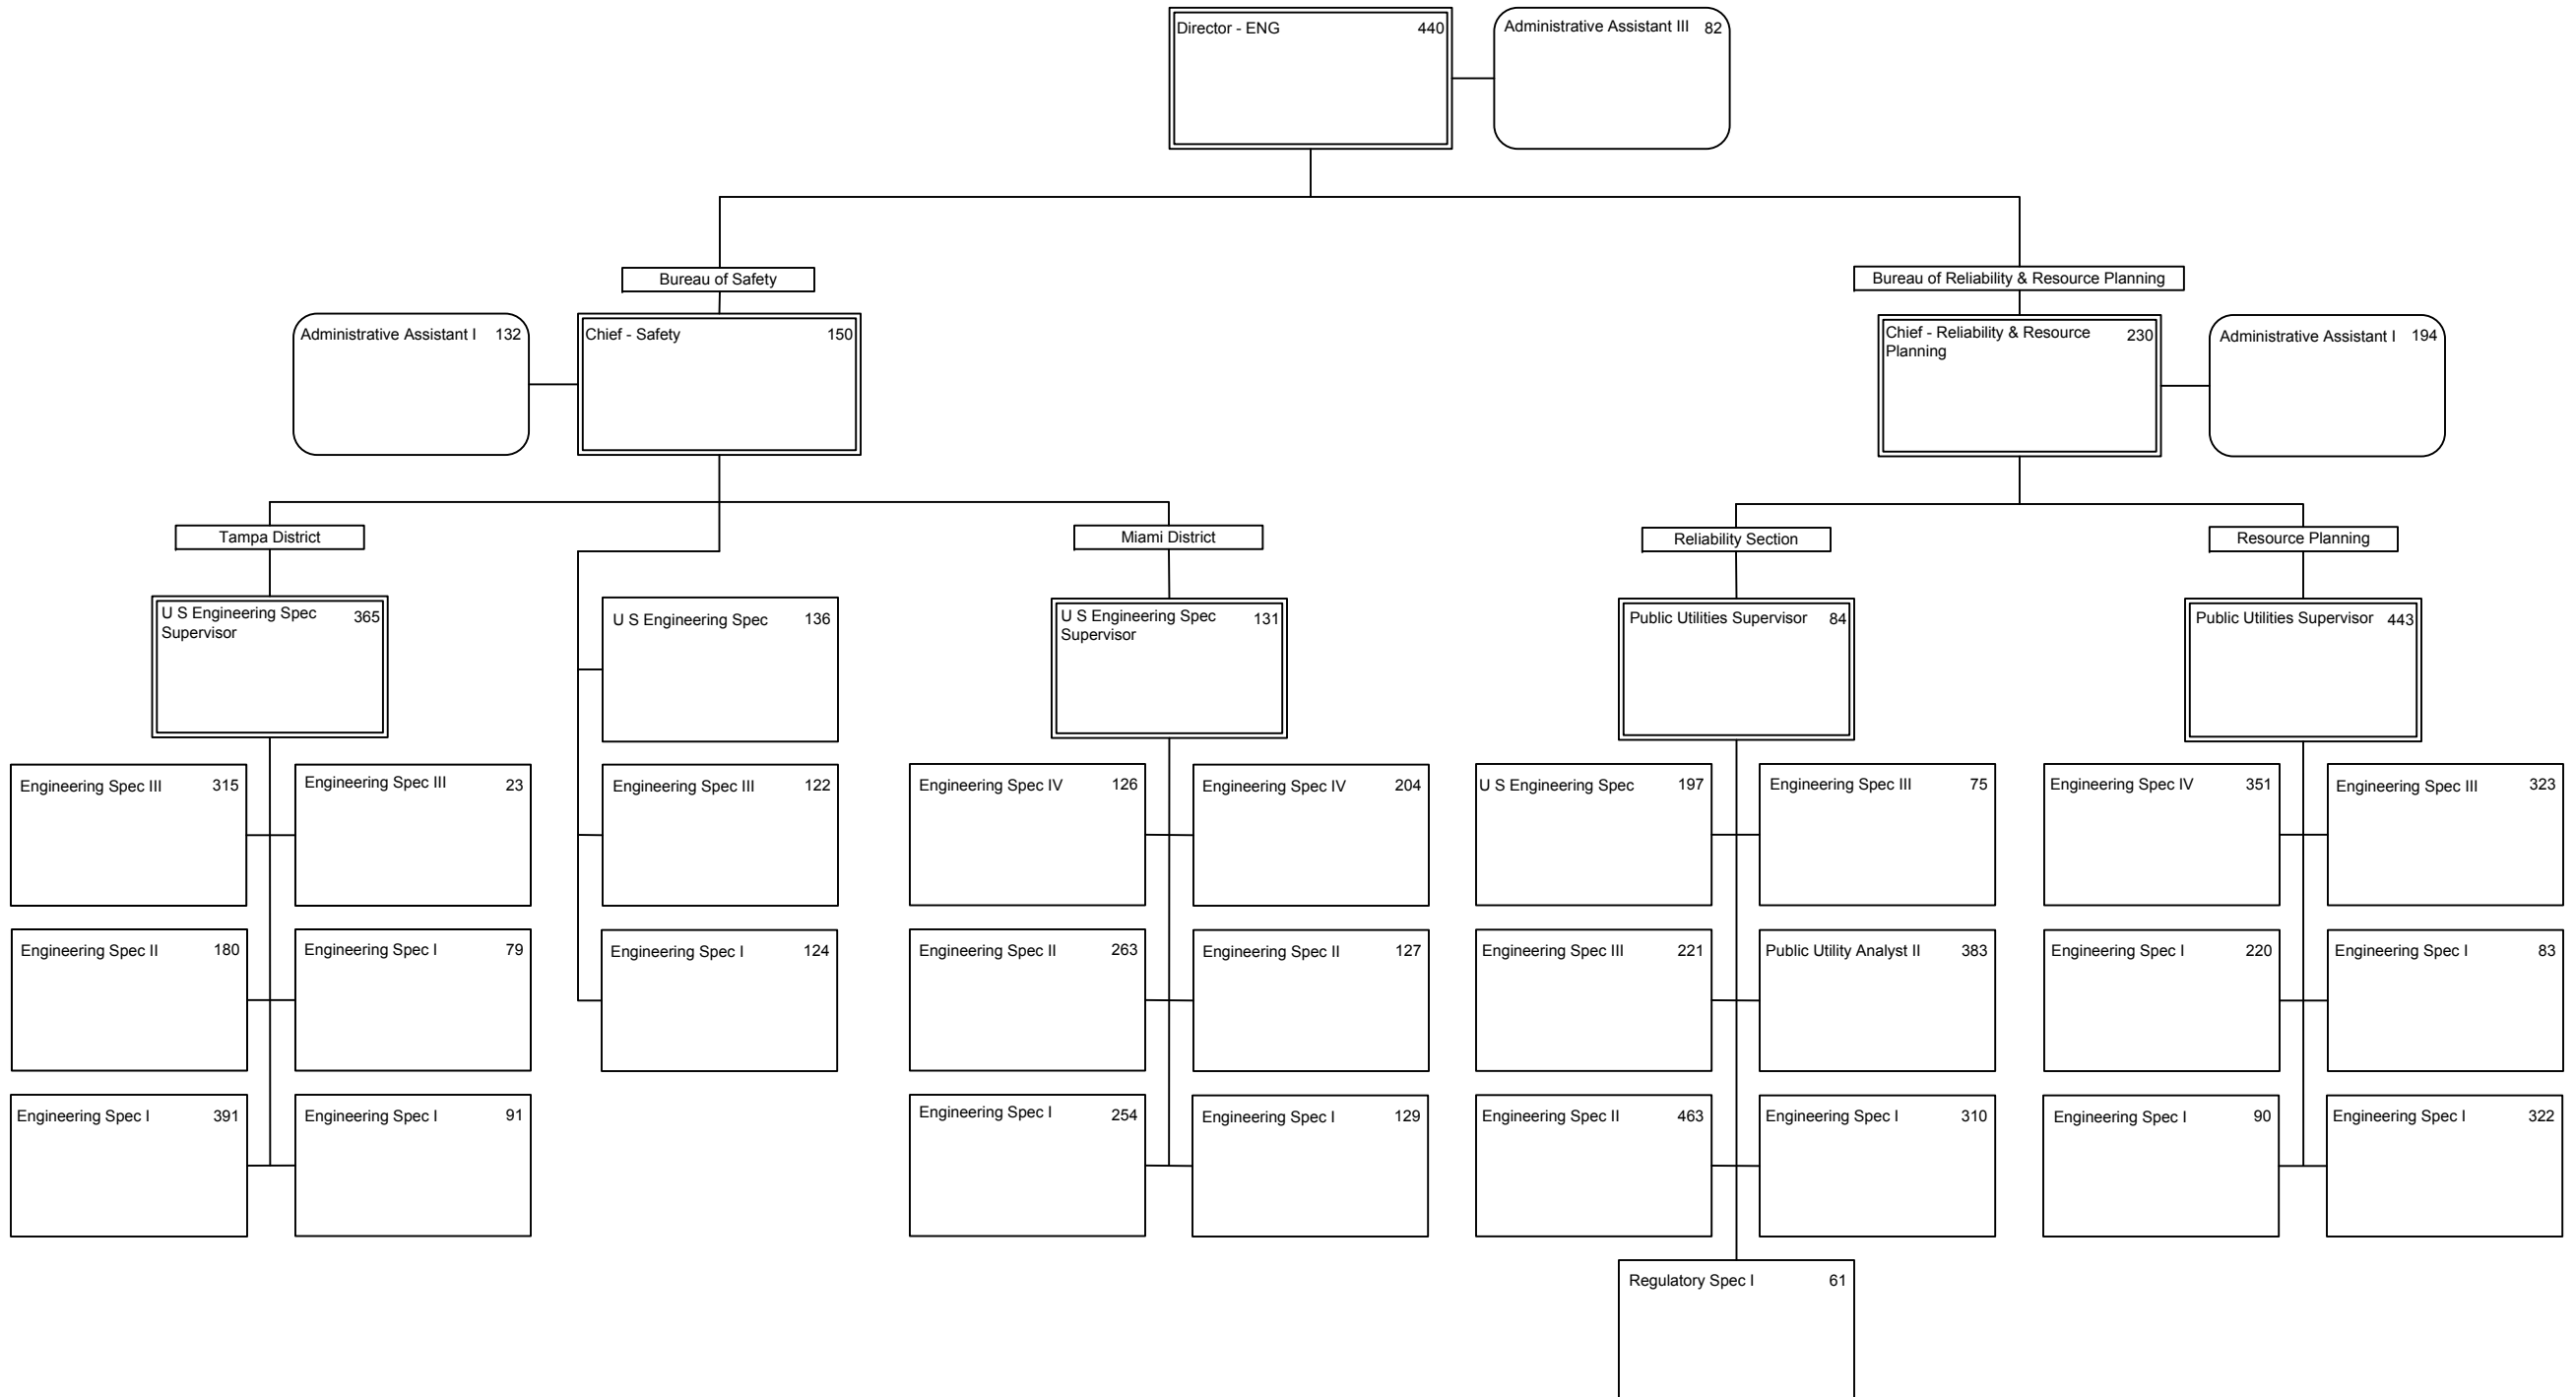 Director - ENG 440
Administrative Assistant III 82
Bureau of Safety
Bureau of Reliability & Resource Planning
Administrative Assistant I 132
Chief - Safety 150
Chief - Reliability & Resource 230
Planning
Administrative Assistant I 194
Tampa District
Miami District
Reliability Section
Resource Planning
U S Engineering Spec 365
Supervisor
U S Engineering Spec 136
U S Engineering Spec 131
Supervisor
Public Utilities Supervisor 84
Public Utilities Supervisor 443
Engineering Spec III 315
Engineering Spec III 23
Engineering Spec III 122
Engineering Spec IV 126
Engineering Spec IV 204
U S Engineering Spec 197
Engineering Spec III 75
Engineering Spec IV 351
Engineering Spec III 323
Engineering Spec II 180
Engineering Spec I 79
Engineering Spec I 124
Engineering Spec II 263
Engineering Spec II 127
Engineering Spec III 221
Public Utility Analyst II 383
Engineering Spec I 220
Engineering Spec I 83
Engineering Spec I 391
Engineering Spec I 91
Engineering Spec I 254
Engineering Spec I 129
Engineering Spec II 463
Engineering Spec I 310
Engineering Spec I 90
Engineering Spec I 322
Regulatory Spec I 61